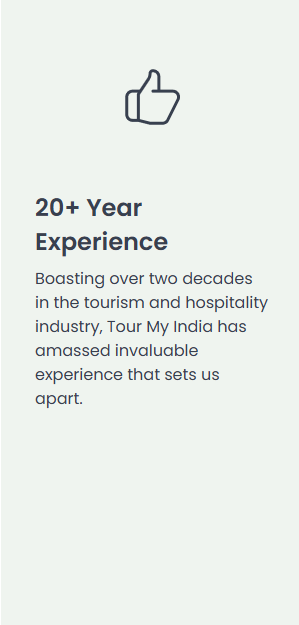 20+ Year
Experience
Boasting over two decades
in the tourism and hospitality
industry, Tour My India has
amassed invaluable
experience that sets us
apart.